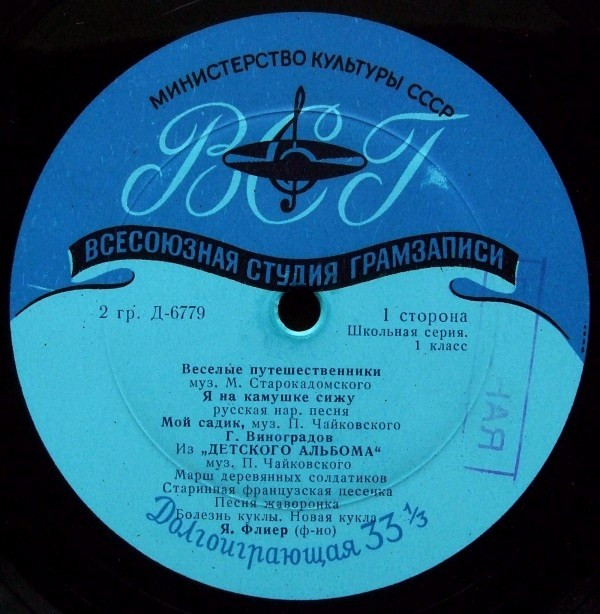 МИНИСТЕРСТВО КУЛЬТУРЫ СССР
ВСГ
ВСЕСОЮЗНАЯ СТУДИЯ ГРАМЗАПИСИ
2 гр. Д-6779
1 сторона
Школьная серия.
1 класс
Веселые путешественники
муз. М. Старокадомского
Я на камушке сижу
русская нар. песня
Мой садик, муз. П. Чайковского
Г. Виноградов
Из „ДЕТСКОГО АЛЬБОМА“
муз. П. Чайковского
Марш деревянных солдатиков
Старинная французская песенка
Песня жаворонка
Болезнь куклы. Новая кукла
Я. Флиер (ф-но)
Долгоиграющая 33 1/3